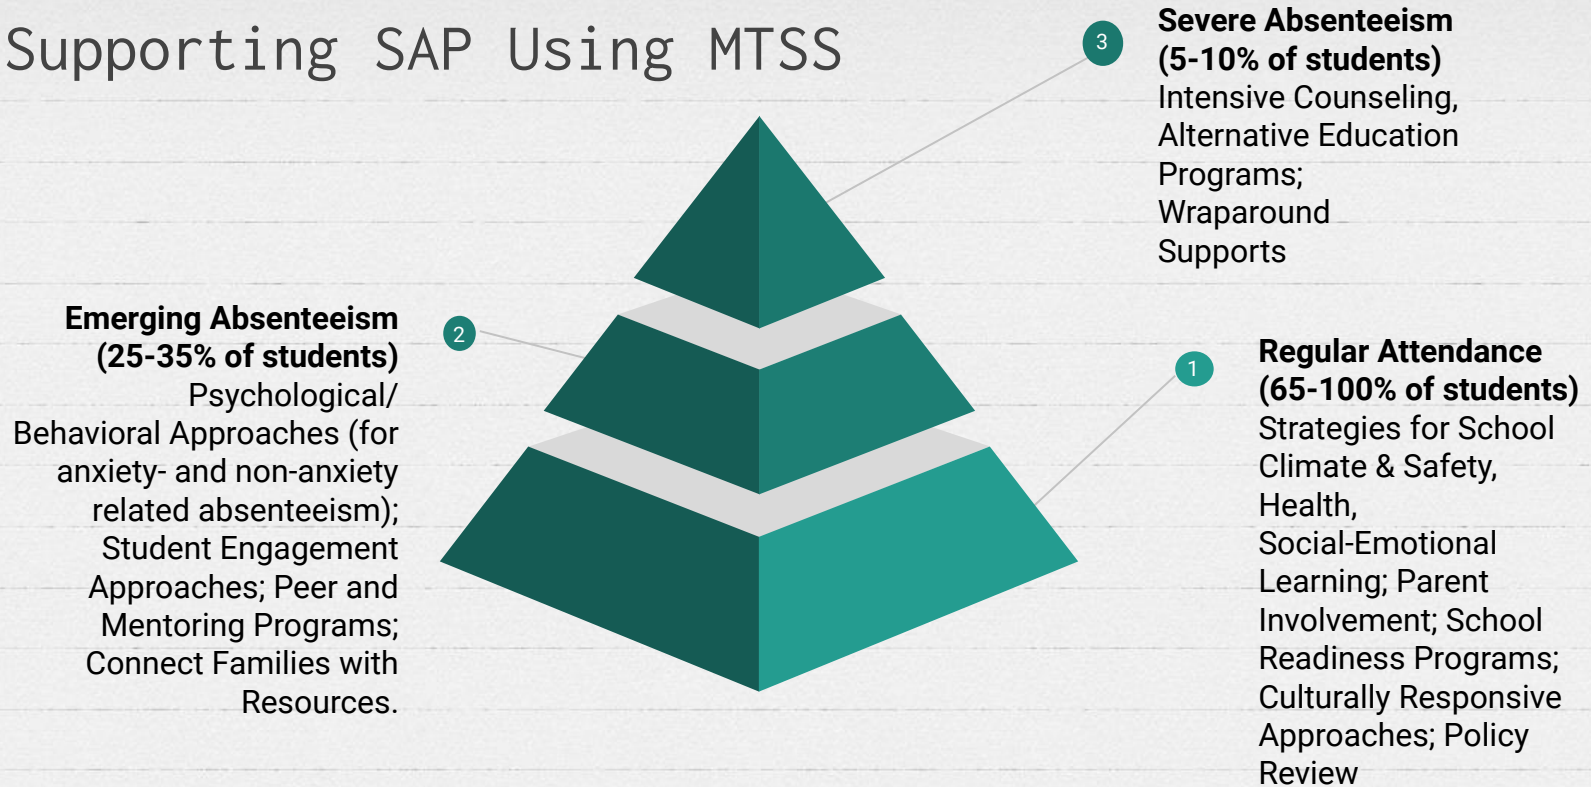 Supporting SAP Using MTSS
3
Severe Absenteeism
(5-10% of students)
Intensive Counseling,
Alternative Education
Programs;
Wraparound
Supports
2
Emerging Absenteeism
(25-35% of students)
Psychological/
Behavioral Approaches (for
anxiety- and non-anxiety
related absenteeism);
Student Engagement
Approaches; Peer and
Mentoring Programs;
Connect Families with
Resources.
1
Regular Attendance
(65-100% of students)
Strategies for School
Climate & Safety,
Health,
Social-Emotional
Learning; Parent
Involvement; School
Readiness Programs;
Culturally Responsive
Approaches; Policy
Review